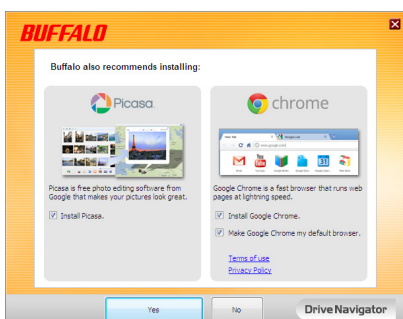 BUFFALO
Buffalo also recommends installing:
Picasa
Picasa is free photo editing software from
Google that makes your pictures look great.
Install Picasa.
chrome
Google Chrome is a fast browser that runs web
pages at lightning speed.
Install Google Chrome.
Make Google Chrome my default browser.
Terms of use
Privacy Policy
Yes
No
DriveNavigator